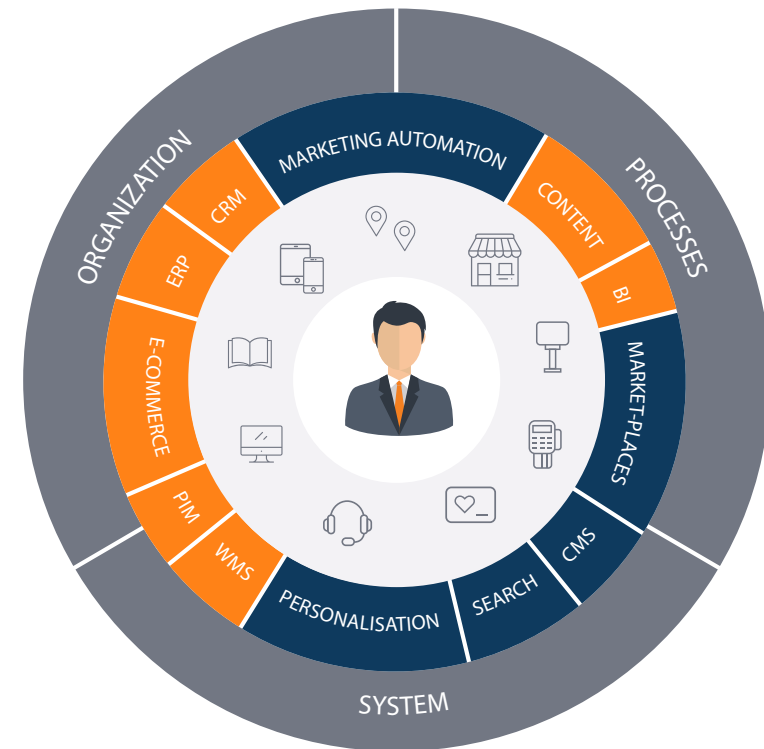 ORGANIZATION
PROCESSES
SYSTEM
MARKETING AUTOMATION
CONTENT
BI
MARKET-PLACES
CMS
SEARCH
PERSONALISATION
WMS
PIM
E-COMMERCE
ERP
CRM